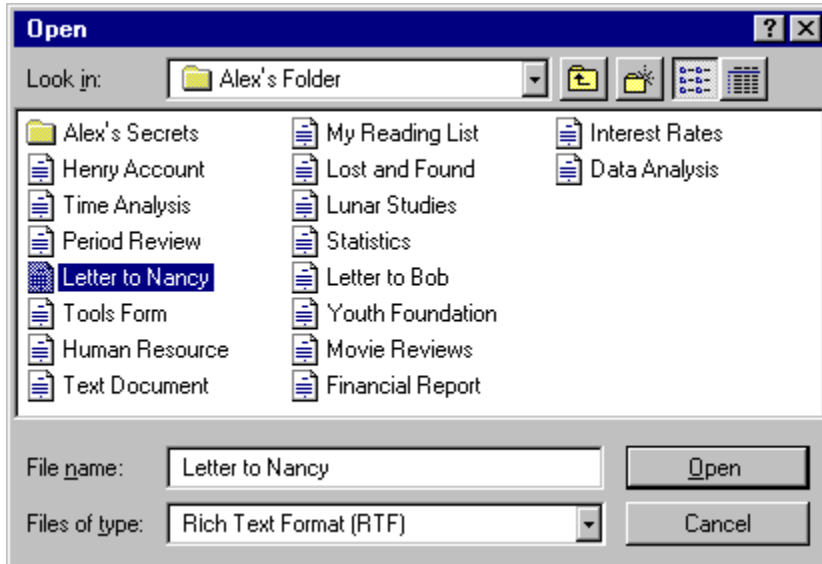 Open
Look in: Alex's Folder
Alex's Secrets
Henry Account
Time Analysis
Period Review
Letter to Nancy
Tools Form
Human Resource
Text Document
My Reading List
Lost and Found
Lunar Studies
Statistics
Letter to Bob
Youth Foundation
Movie Reviews
Financial Report
Interest Rates
Data Analysis
File name: Letter to Nancy
Open
Files of type: Rich Text Format (RTF)
Cancel